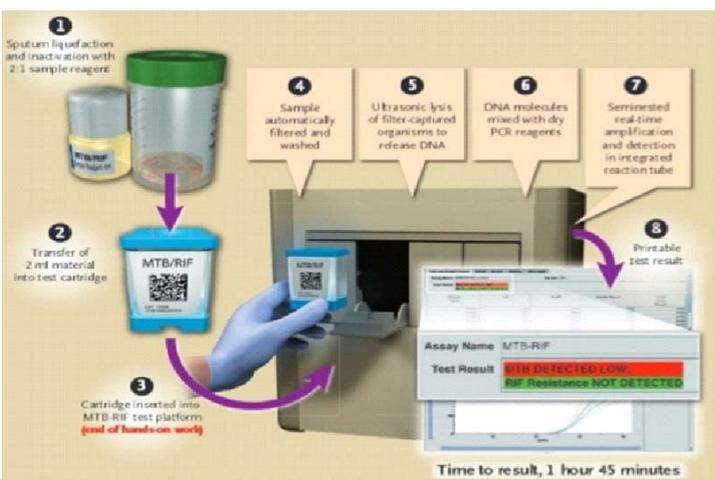 1
Sputum liquefaction
and inactivation with
2:1 sample reagent
MTB/RIF
2
Transfer of
2 ml material
into test cartridge
MTB/RIF
3
Cartridge inserted into
MTB-RIF test platform
(end of hands-on work)
MTB/RIF
4
Sample
automatically
filtered and
washed
5
Ultrasonic lysis
of filter-captured
organisms to
release DNA
6
DNA molecules
mixed with dry
PCR reagents
7
Seminested
real-time
amplification
and detection
in integrated
reaction tube
8
Printable
test result
Assay Name MTB-RIF
Test Result MTB DETECTED LOW;
RIF Resistance NOT DETECTED
Time to result, 1 hour 45 minutes